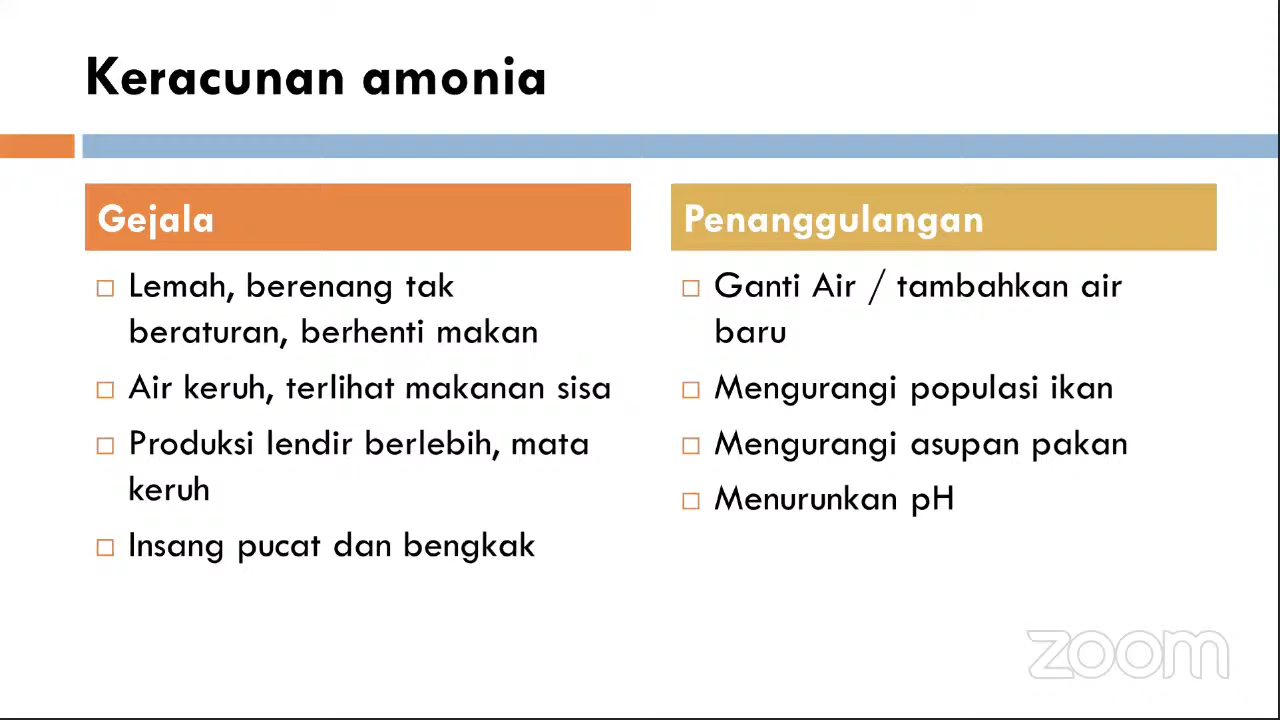 Keracunan amonia
Gejala
Lemah, berenang tak
beraturan, berhenti makan
Air keruh, terlihat makanan sisa
Produksi lendir berlebih, mata
keruh
Insang pucat dan bengkak
Penanggulangan
Ganti Air / tambahkan air
baru
Mengurangi populasi ikan
Mengurangi asupan pakan
Menurunkan pH
zoom